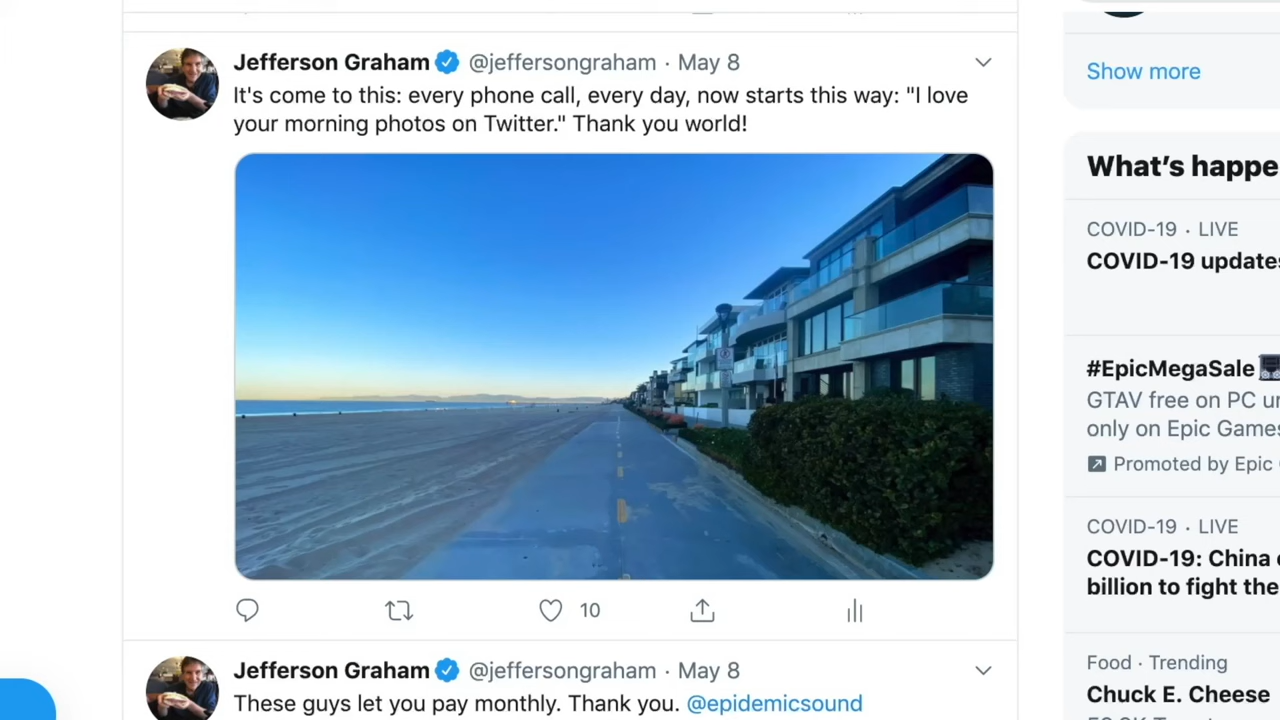 Jefferson Graham @jeffersongraham · May 8
It's come to this: every phone call, every day, now starts this way: "I love
your morning photos on Twitter." Thank you world!
10
Jefferson Graham @jeffersongraham · May 8
These guys let you pay monthly. Thank you. @epidemicsound
Show more
What's happe
COVID-19 · LIVE
COVID-19 updates
#EpicMegaSale
GTAV free on PC un
only on Epic Games
Promoted by Epic
COVID-19 · LIVE
COVID-19: China
billion to fight the
Food · Trending
Chuck E. Cheese